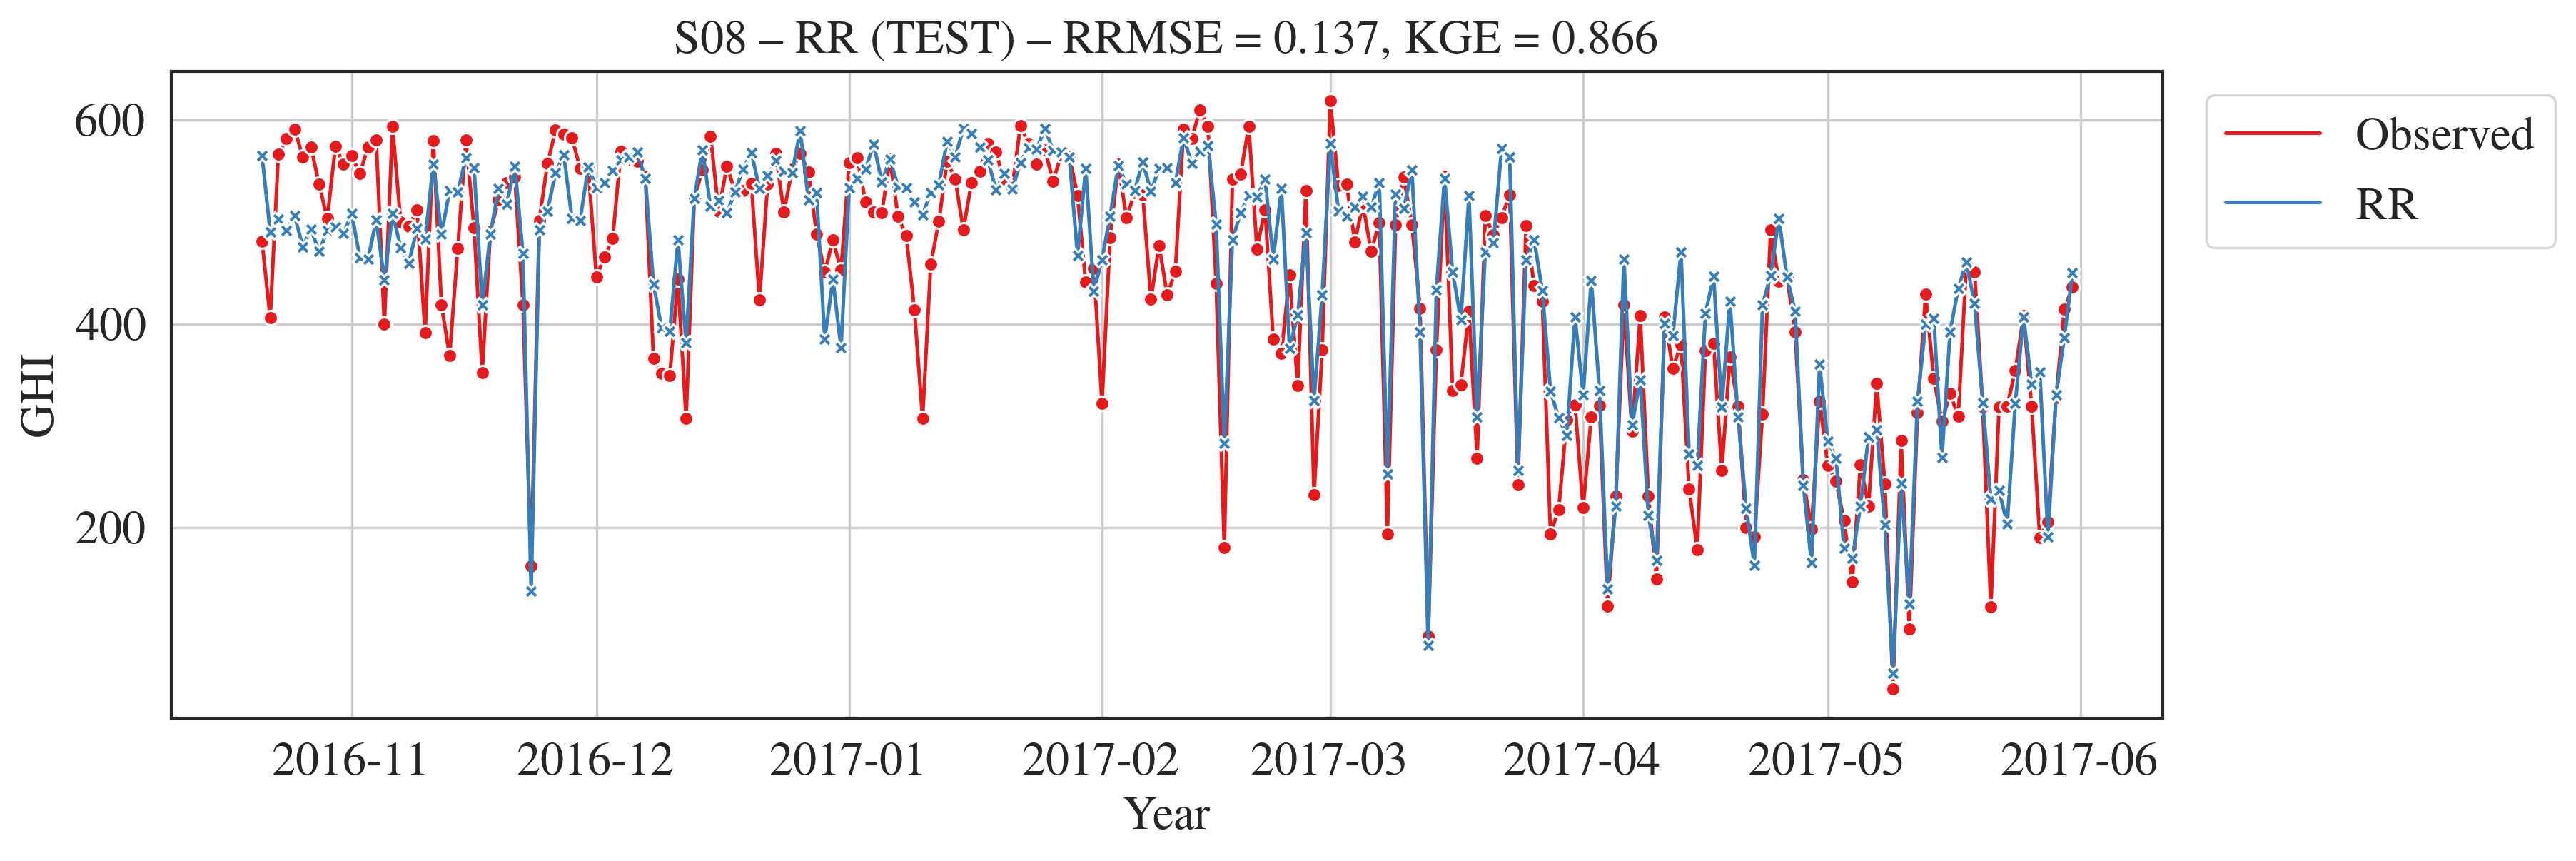 S08 – RR (TEST) – RRMSE = 0.137, KGE = 0.866
600
400
200
GHI
2016-11 2016-12 2017-01 2017-02 2017-03 2017-04 2017-05 2017-06
Year
Observed
RR